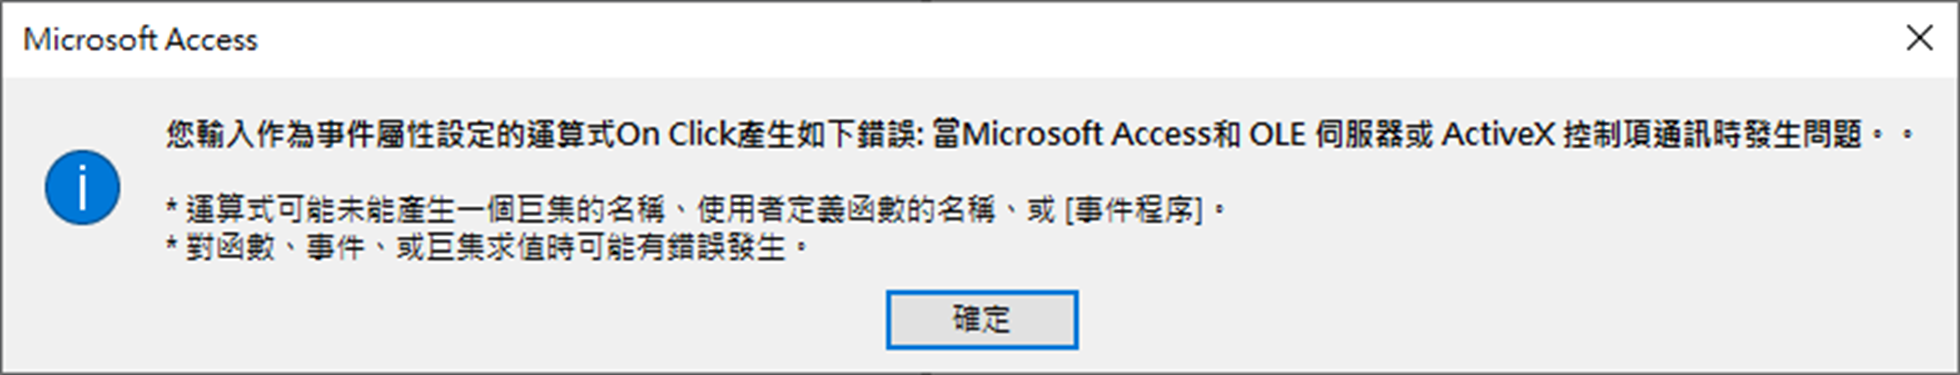 Microsoft Access
您輸入作為事件屬性設定的運算式On Click產生如下錯誤: 當Microsoft Access和 OLE 伺服器或 ActiveX 控制項通訊時發生問題。。
* 運算式可能未能產生一個巨集的名稱、使用者定義函數的名稱、或 [事件程序]。
* 對函數、事件、或巨集求值時可能有錯誤發生。
確定